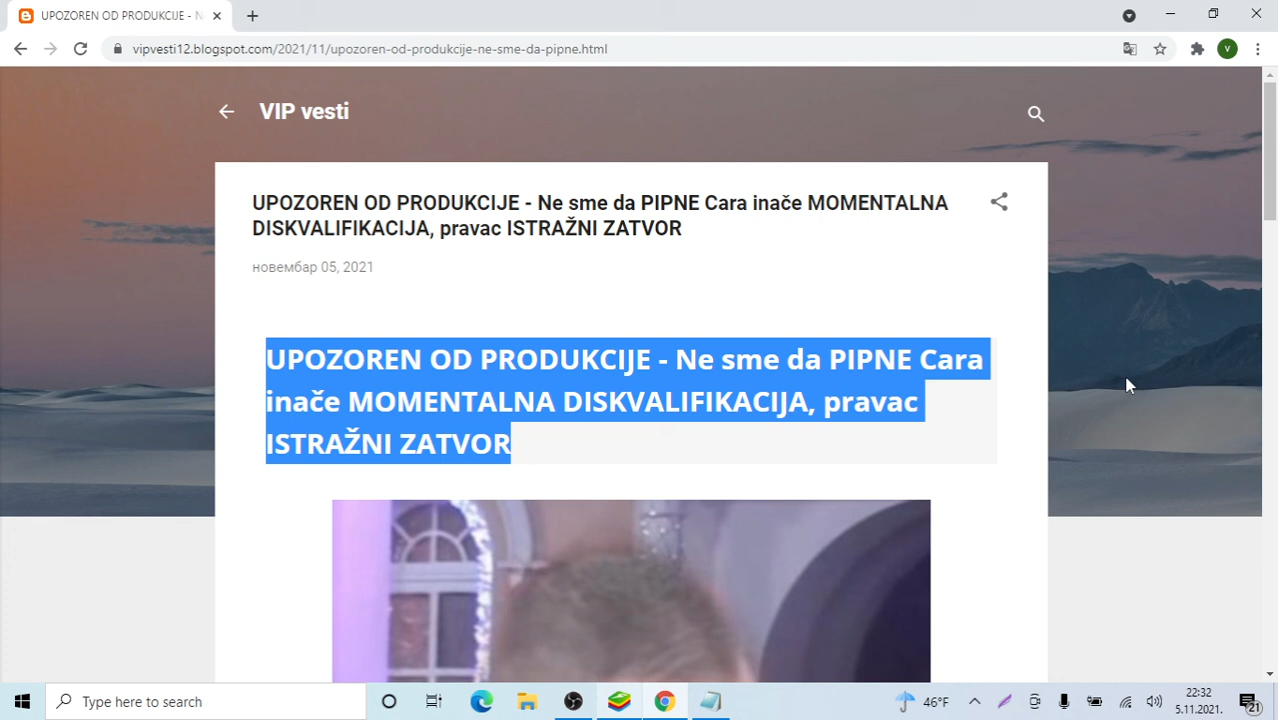 UPOZOREN OD PRODUKCIJE - N
vipvesti12.blogspot.com/2021/11/upozoren-od-produkcije-ne-sme-da-pipne.html
V
VIP vesti
UPOZOREN OD PRODUKCIJE - Ne sme da PIPNE Cara inače MOMENTALNA
DISKVALIFIKACIJA, pravac ISTRAŽNI ZATVOR
новембар 05, 2021
UPOZOREN OD PRODUKCIJE - Ne sme da PIPNE Cara
inače MOMENTALNA DISKVALIFIKACIJA, pravac
ISTRAŽNI ZATVOR
Type here to search
46°F
22:32
5.11.2021.
21